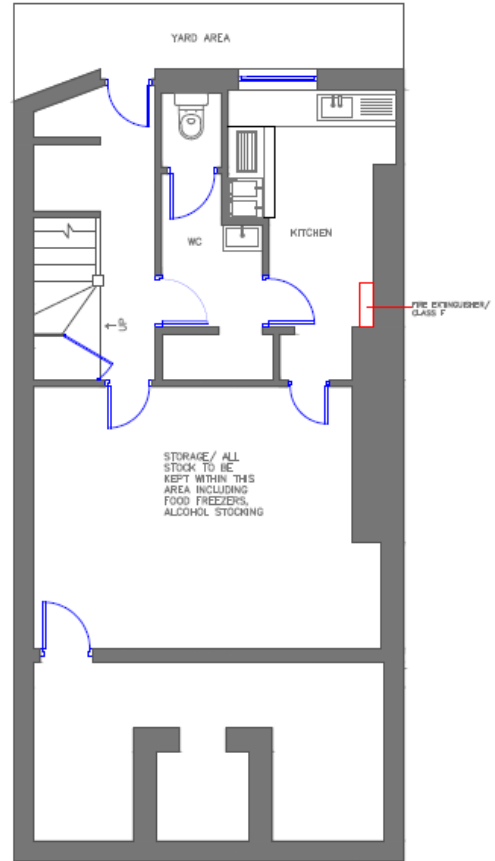 YARD AREA
WC
KITCHEN
FIRE EXTINGUISHER/
CLASS F
UP
STORAGE/ ALL
STOCK TO BE
KEPT WITHIN THIS
AREA INCLUDING
FOOD FREEZERS,
ALCOHOL STOCKING